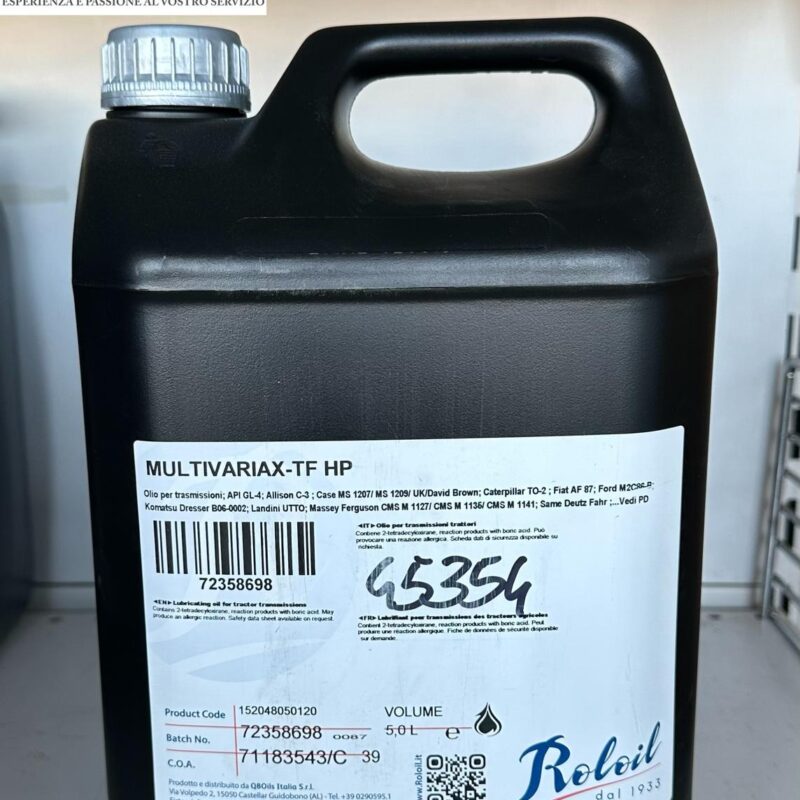 ESPERIENZA E PASSIONE AL VOSTRO SERVIZIO
MULTIVARIAX-TF HP
Olio per trasmissioni; API GL-4; Allison C-3 ; Case MS 1207/ MS 1209/ UK/David Brown; Caterpillar TO-2 ; Fiat AF 87; Ford M2C86-B;
Komatsu Dresser B06-0002; Landini UTTO; Massey Ferguson CMS M 1127/ CMS M 1135/ CMS M 1141; Same Deutz Fahr ;...Vedi PD
72358698
<IT> Olio per trasmissioni trattori
Contiene 2-tetradecyloxirane, reaction products with boric acid. Può
provocare una reazione allergica. Scheda dati di sicurezza disponibile su
richiesta.
45354
<EN> Lubricating oil for tractor transmissions
Contains 2-tetradecyloxirane, reaction products with boric acid. May
produce an allergic reaction. Safety data sheet available on request.
<FR> Lubrifiant pour transmissions des tracteurs agricoles
Contient 2-tetradecyloxirane, reaction products with boric acid. Peut
produire une réaction allergique. Fiche de données de sécurité disponible
sur demande.
Product Code 152048050120
Batch No. 72358698 0087
C.O.A. 71183543/C 39
VOLUME
5,0 L e
www.Roloil.it
Roloil
dal 1933
Prodotto e distribuito da QBOils Italia S.r.l.
Via Volpedo 2, 15050 Castellar Guidobono (AL) - Tel. +39 0290595.1